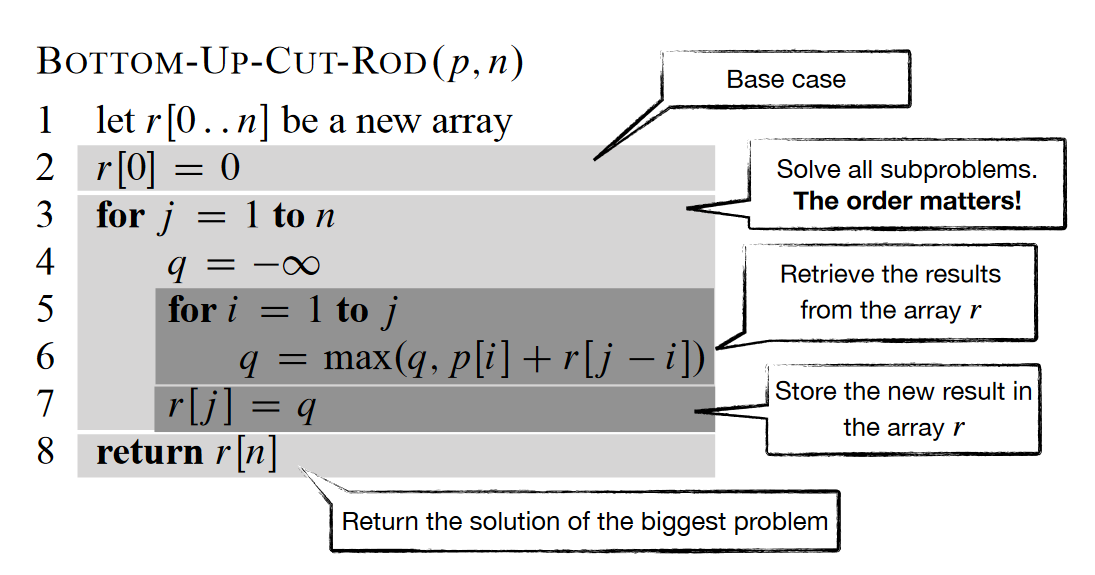 BOTTOM-UP-CUT-ROD(p, n)
1 let r[0..n] be a new array
2 r[0] = 0
3 for j = 1 to n
4 q = −∞
5 for i = 1 to j
6 q = max(q, p[i] + r[j − i])
7 r[j] = q
8 return r[n]
Base case
Solve all subproblems.
The order matters!
Retrieve the results
from the array r
Store the new result in
the array r
Return the solution of the biggest problem